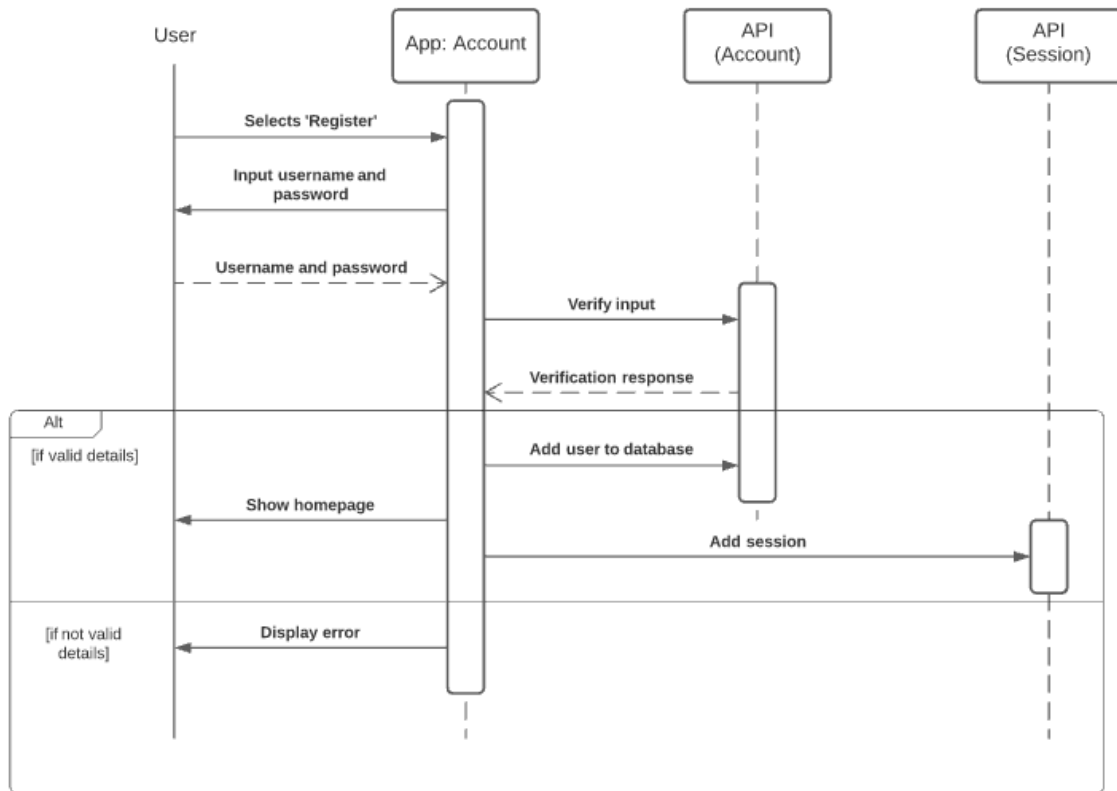 User
App: Account
API
(Account)
API
(Session)
Selects 'Register'
Input username and
password
Username and password
Verify input
Verification response
Alt
[if valid details]
Add user to database
Show homepage
Add session
[if not valid
details]
Display error